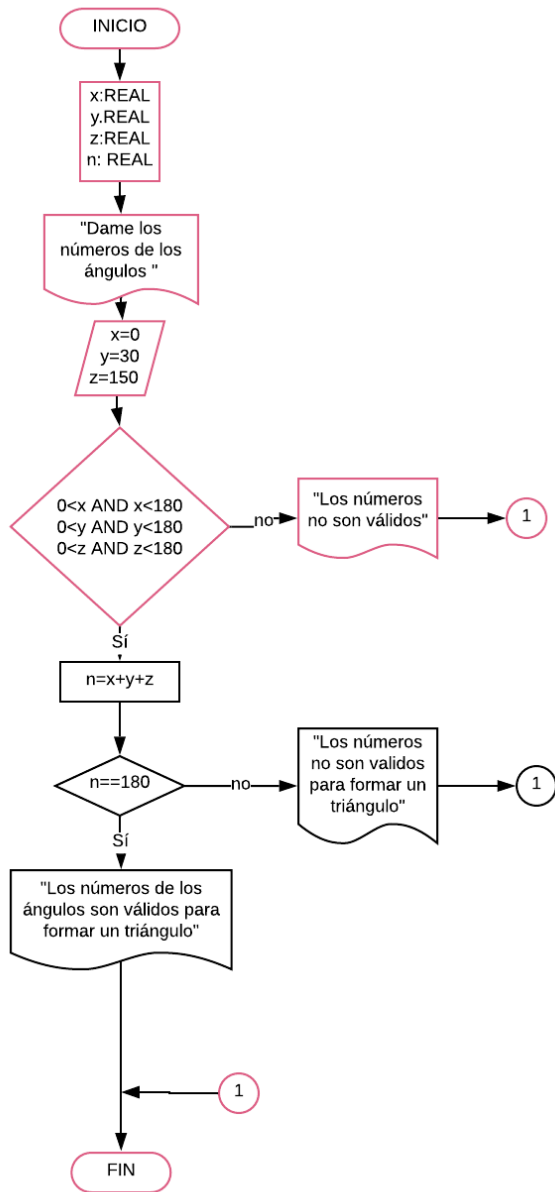 INICIO
x:REAL
y.REAL
z:REAL
n: REAL
"Dame los
números de los
ángulos "
x=0
y=30
z=150
0<x AND x<180
0<y AND y<180
0<z AND z<180
no
"Los números
no son válidos"
1
Sí
n=x+y+z
n==180
no
"Los números
no son validos
para formar un
triángulo"
1
Sí
"Los números de los
ángulos son válidos para
formar un triángulo"
1
FIN